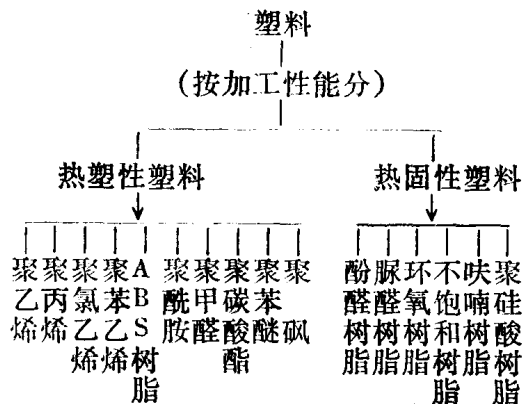 塑料
(按加工性能分)
热塑性塑料
热固性塑料
聚乙烯
聚丙烯
聚氯乙烯
聚苯乙烯
ABS树脂
聚酰胺
聚甲醛
聚碳酸酯
聚苯醚
聚砜
酚醛树脂
脲醛树脂
环氧树脂
不饱和树脂
呋喃树脂
聚硅酸树脂